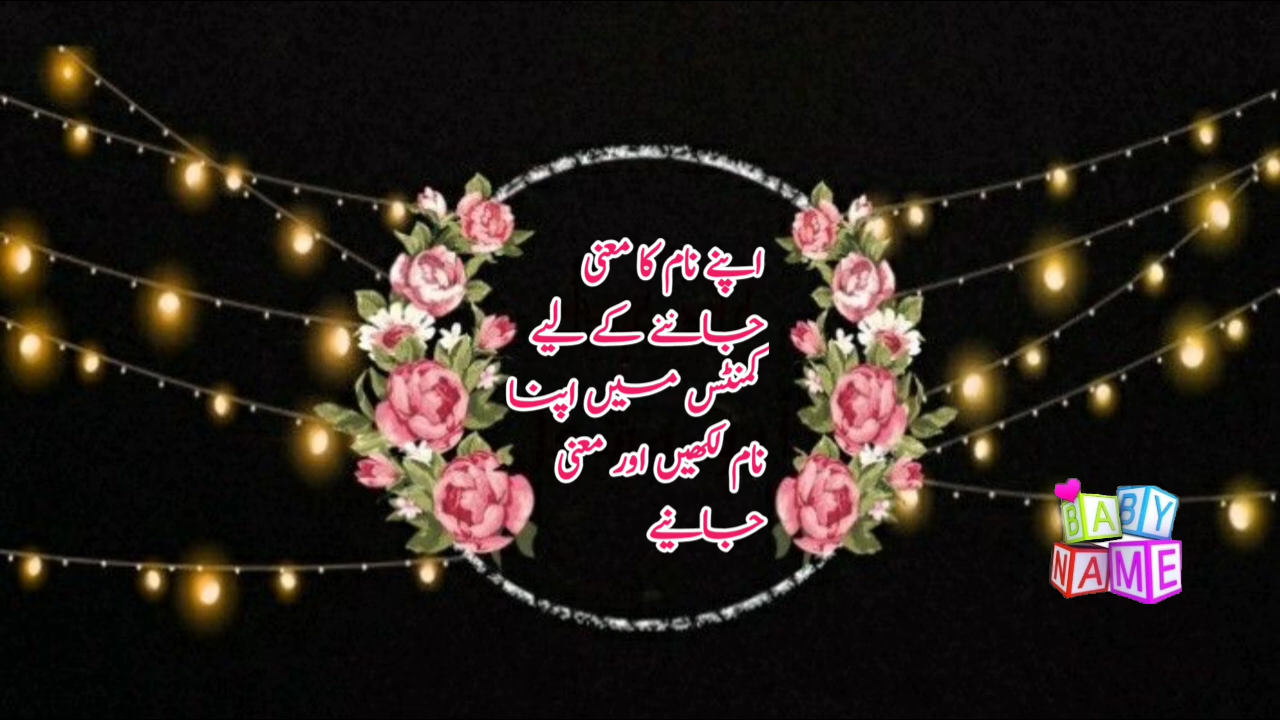 اپنے نام کا معنی
جاننے کے لیے
کمنٹس میں اپنا
نام لکھیں اور معنی
جانیے
BABY
NAME